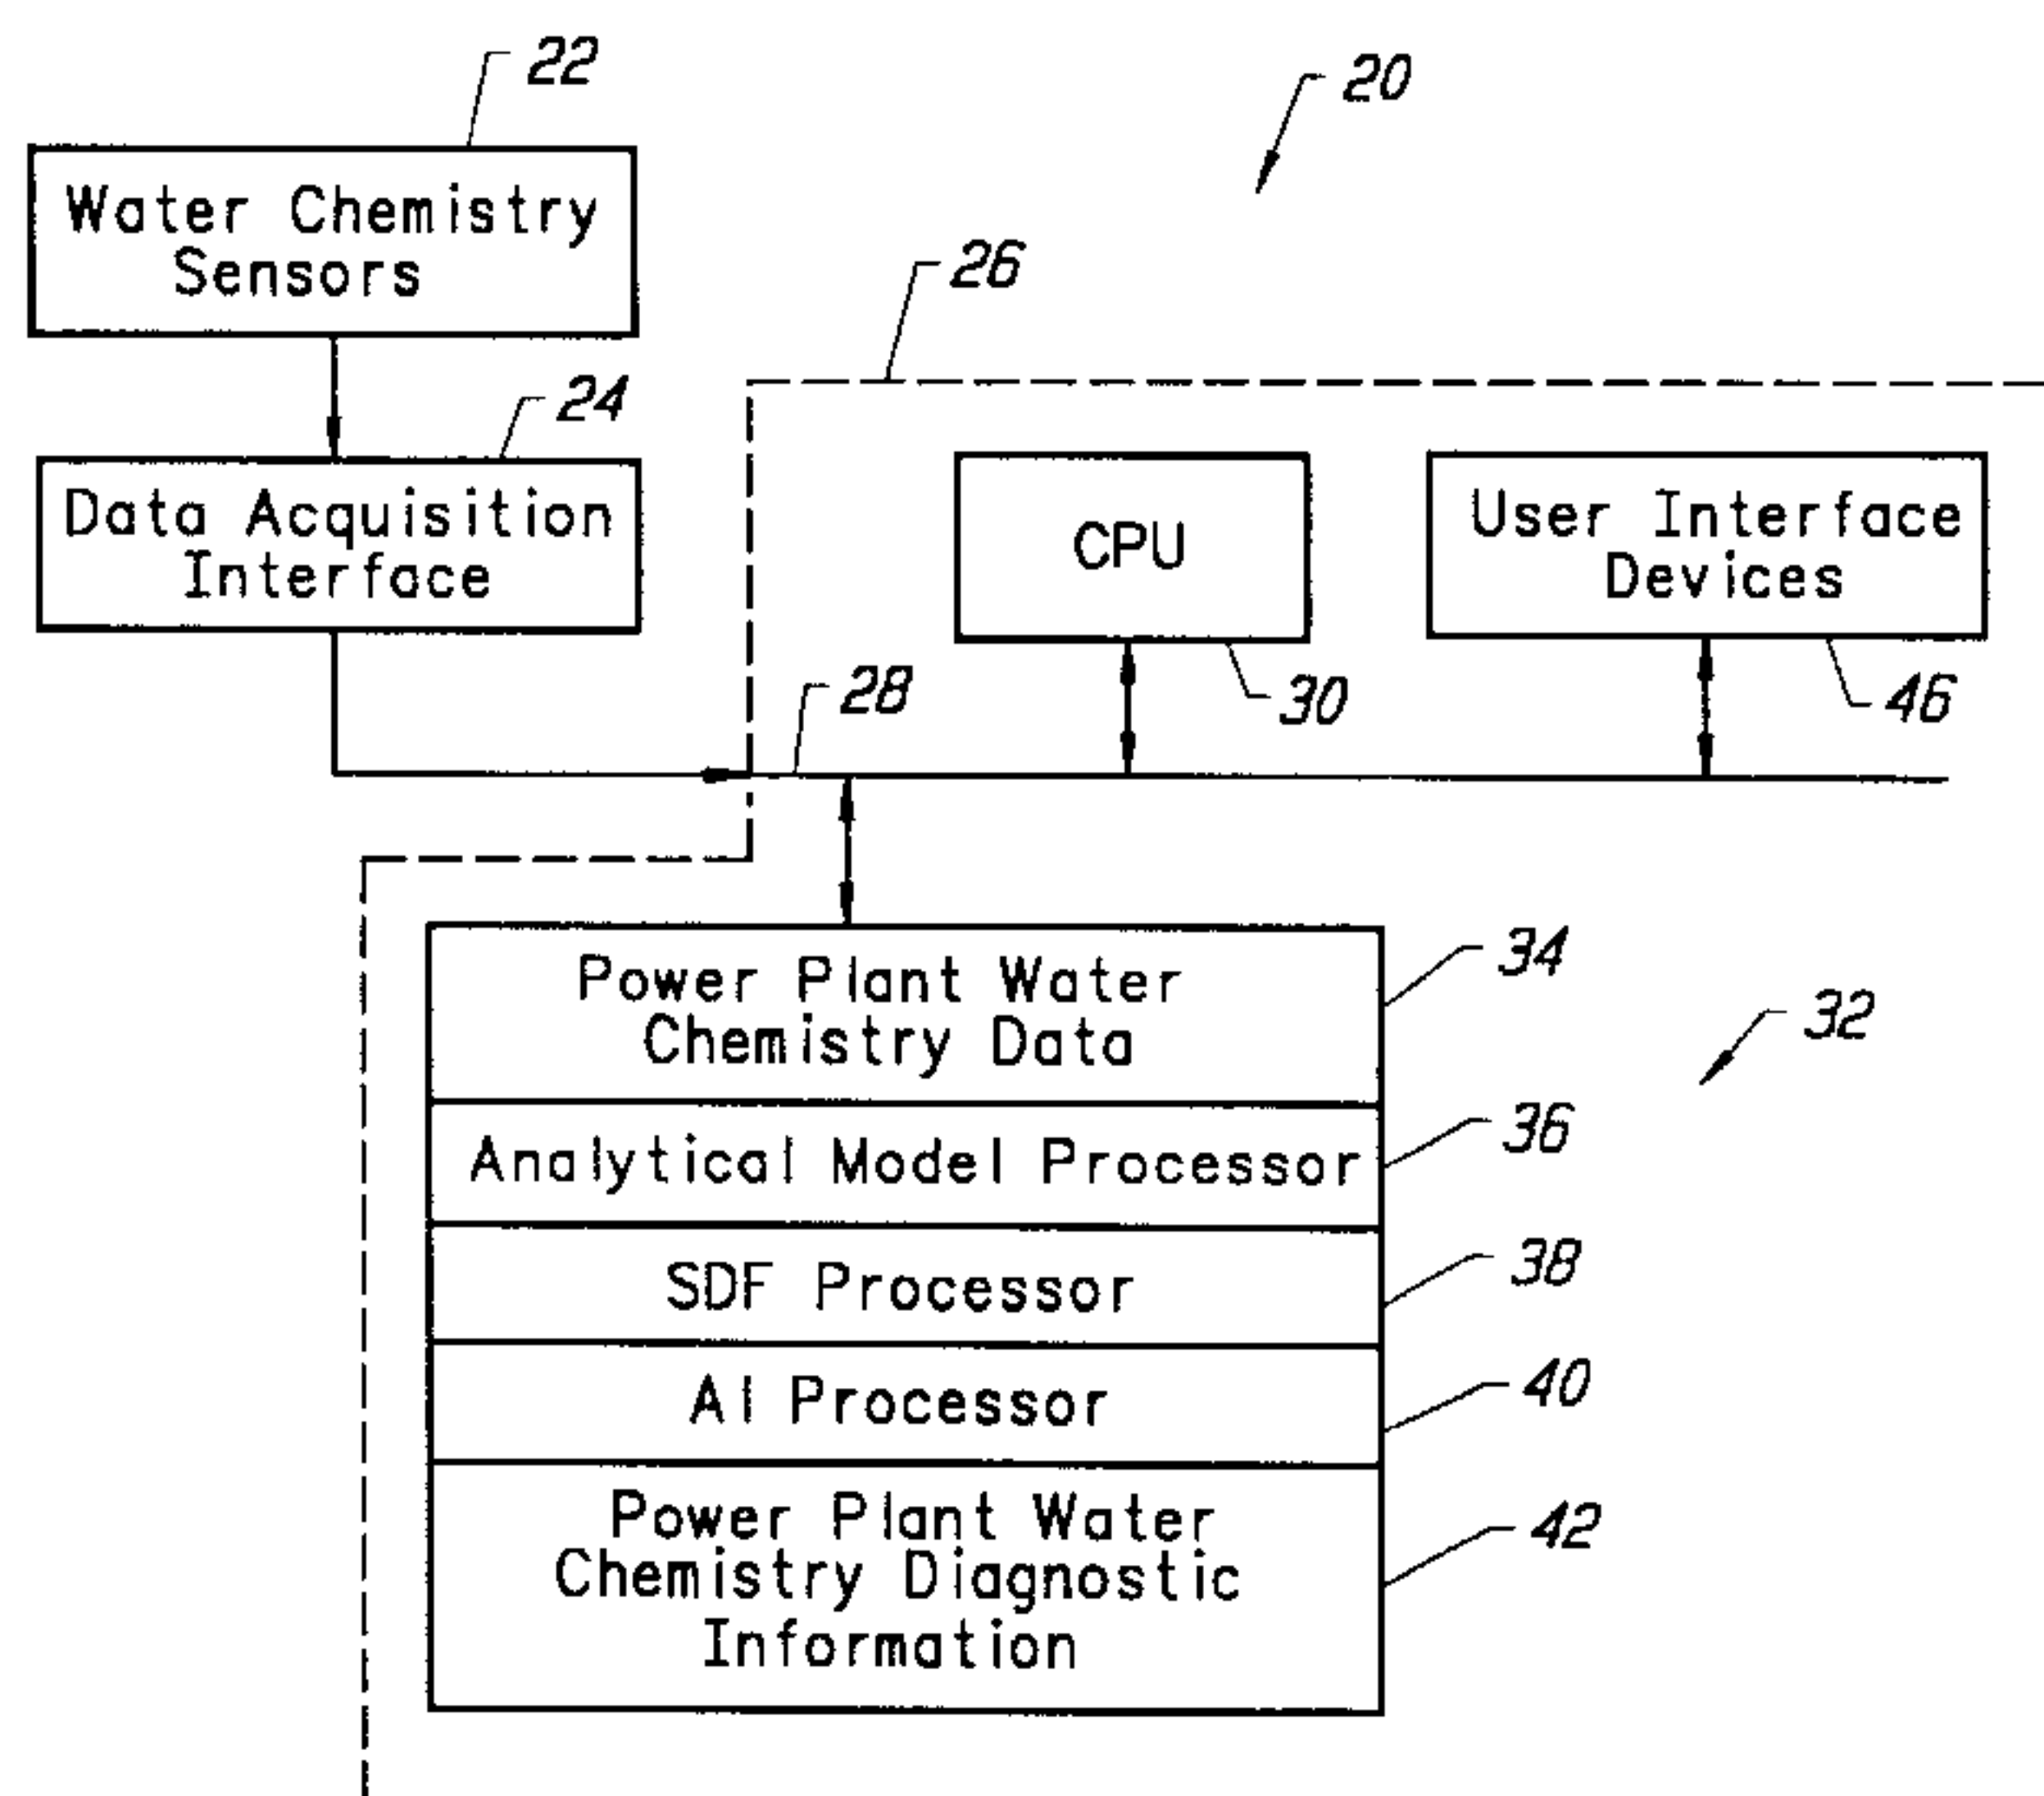 22
20
Water Chemistry
Sensors
26
24
Data Acquisition
Interface
CPU
User Interface
Devices
28
30
46
Power Plant Water
Chemistry Data
34
32
Analytical Model Processor
36
SDF Processor
38
AI Processor
40
Power Plant Water
Chemistry Diagnostic
Information
42